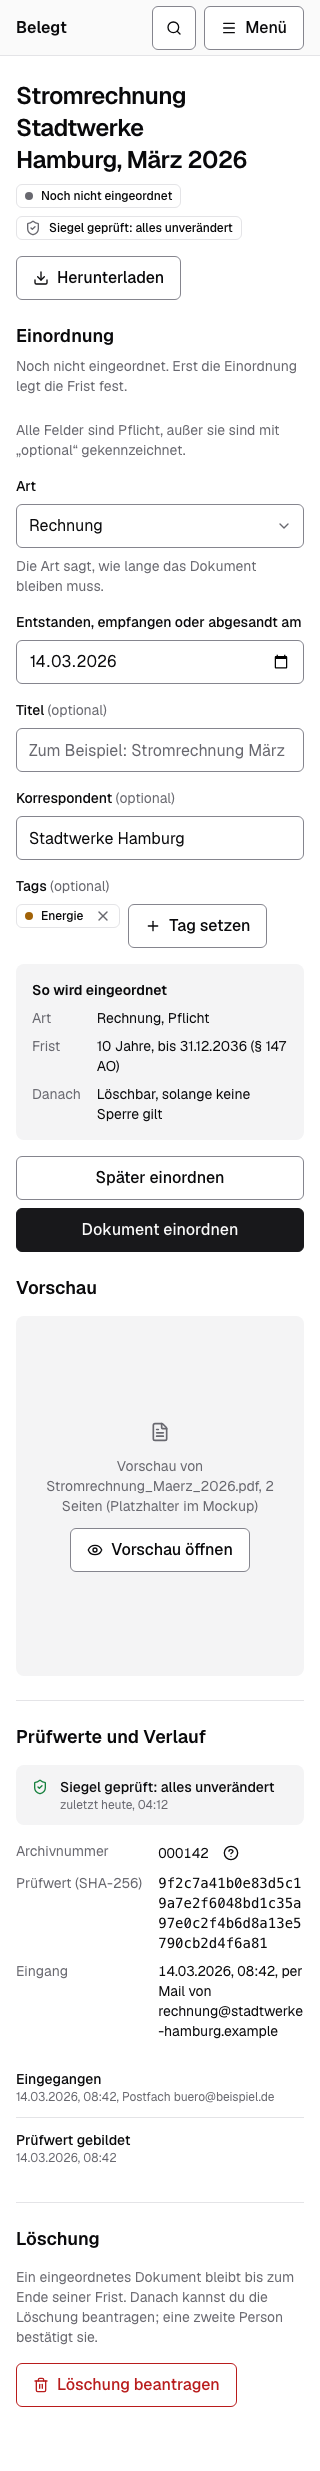 Belegt
Menü
Stromrechnung
Stadtwerke
Hamburg, März 2026
Noch nicht eingeordnet
Siegel geprüft: alles unverändert
Herunterladen
Einordnung
Noch nicht eingeordnet. Erst die Einordnung
legt die Frist fest.
Alle Felder sind Pflicht, außer sie sind mit
„optional“ gekennzeichnet.
Art
Rechnung
Die Art sagt, wie lange das Dokument
bleiben muss.
Entstanden, empfangen oder abgesandt am
14.03.2026
Titel (optional)
Zum Beispiel: Stromrechnung März
Korrespondent (optional)
Stadtwerke Hamburg
Tags (optional)
Energie
Tag setzen
So wird eingeordnet
Art Rechnung, Pflicht
Frist 10 Jahre, bis 31.12.2036 (§ 147
AO)
Danach Löschbar, solange keine
Sperre gilt
Später einordnen
Dokument einordnen
Vorschau
Vorschau von
Stromrechnung_Maerz_2026.pdf, 2
Seiten (Platzhalter im Mockup)
Vorschau öffnen
Prüfwerte und Verlauf
Siegel geprüft: alles unverändert
zuletzt heute, 04:12
Archivnummer 000142
Prüfwert (SHA-256) 9f2c7a41b0e83d5c1
9a7e2f6048bd1c35a
97e0c2f4b6d8a13e5
790cb2d4f6a81
Eingang 14.03.2026, 08:42, per
Mail von
rechnung@stadtwerke
-hamburg.example
Eingegangen
14.03.2026, 08:42, Postfach buero@beispiel.de
Prüfwert gebildet
14.03.2026, 08:42
Löschung
Ein eingeordnetes Dokument bleibt bis zum
Ende seiner Frist. Danach kannst du die
Löschung beantragen; eine zweite Person
bestätigt sie.
Löschung beantragen